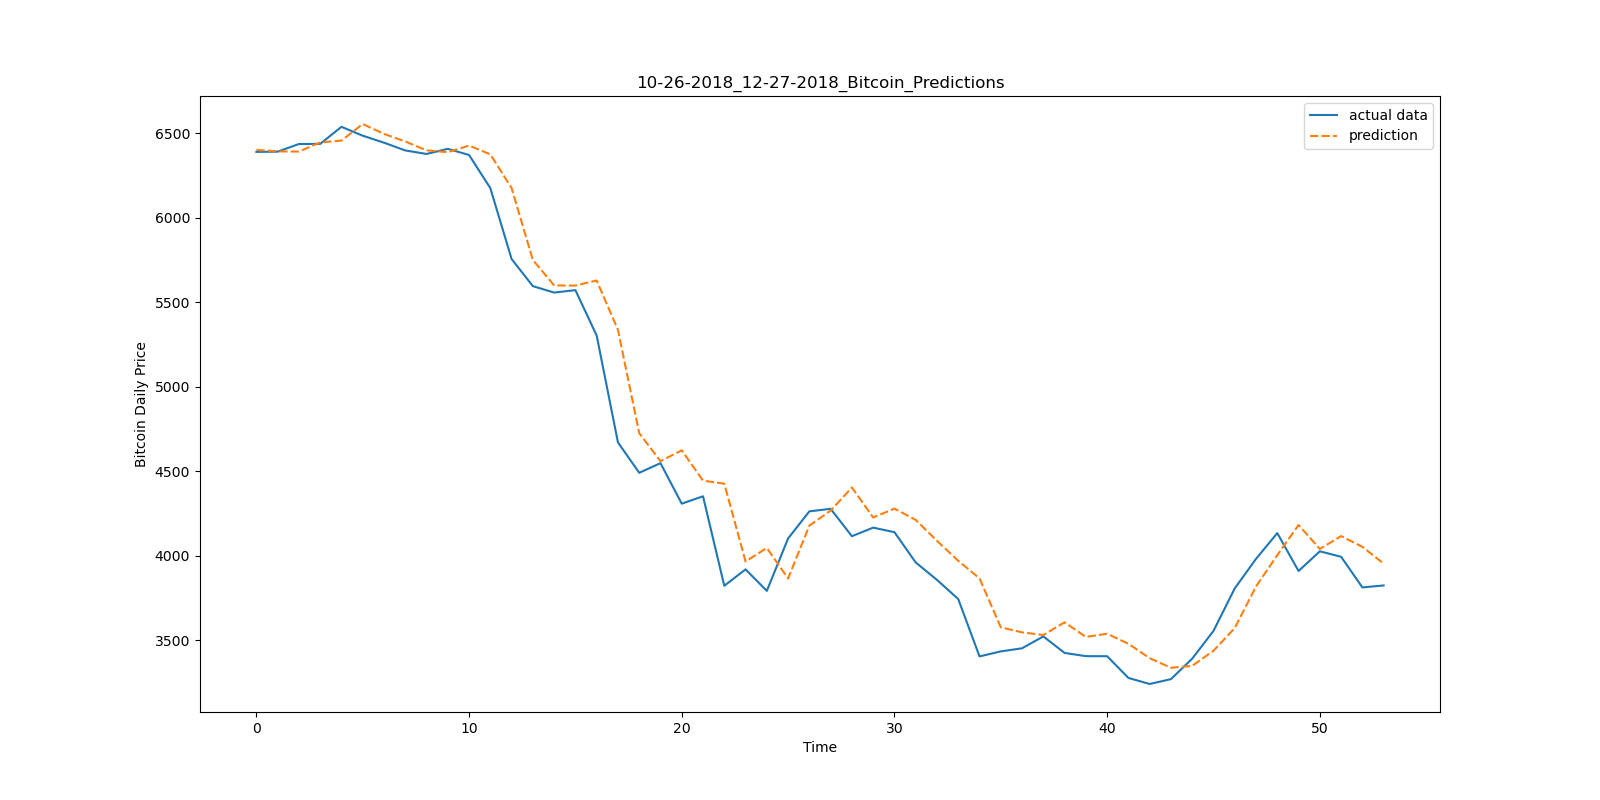 10-26-2018_12-27-2018_Bitcoin_Predictions
actual data
prediction
Bitcoin Daily Price
6500
6000
5500
5000
4500
4000
3500
0 10 20 30 40 50
Time